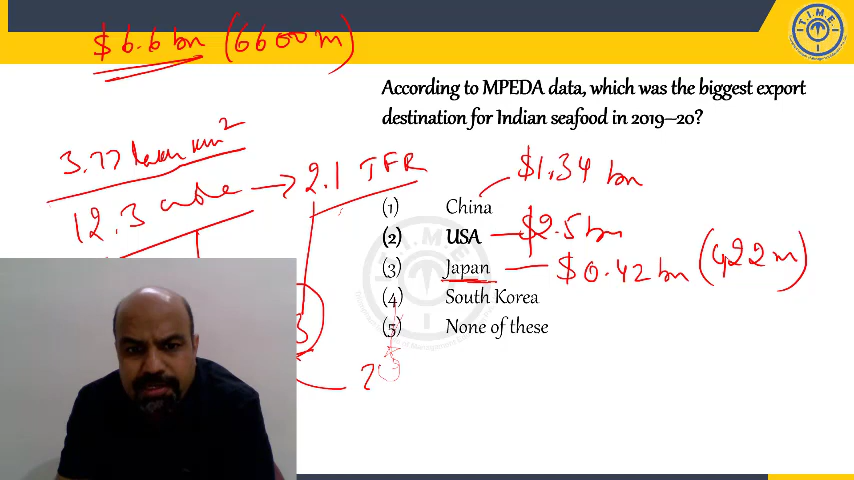 $6.6 bn (6600 m)
T.I.M.E.
According to MPEDA data, which was the biggest export
destination for Indian seafood in 2019–20?
3.77 km²
12.3 → 2.1 TFR
$1.34 bn
(1) China
(2) USA — $2.5 bn
(3) Japan — $0.42 bn (422 m)
(4) South Korea
(5) None of these